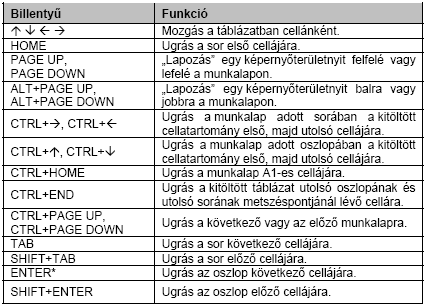 Billentyű Funkció
↑ ↓ ← → Mozgás a táblázatban cellánként.
HOME Ugrás a sor első cellájára.
PAGE UP, „Lapozás” egy képernyőterületnyit felfelé vagy
PAGE DOWN lefelé a munkalapon.
ALT+PAGE UP, „Lapozás” egy képernyőterületnyit balra vagy
ALT+PAGE DOWN jobbra a munkalapon.
CTRL+→, CTRL+← Ugrás a munkalap adott sorában a kitöltött
cellatartomány első, majd utolsó cellájára.
CTRL+↑, CTRL+↓ Ugrás a munkalap adott oszlopában a kitöltött
cellatartomány első, majd utolsó cellájára.
CTRL+HOME Ugrás a munkalap A1-es cellájára.
CTRL+END Ugrás a kitöltött táblázat utolsó oszlopának és
utolsó sorának metszéspontjánál lévő cellára.
CTRL+PAGE UP, Ugrás a következő vagy az előző munkalapra.
CTRL+PAGE DOWN
TAB Ugrás a sor következő cellájára.
SHIFT+TAB Ugrás a sor előző cellájára.
ENTER* Ugrás az oszlop következő cellájára.
SHIFT+ENTER Ugrás az oszlop előző cellájára.